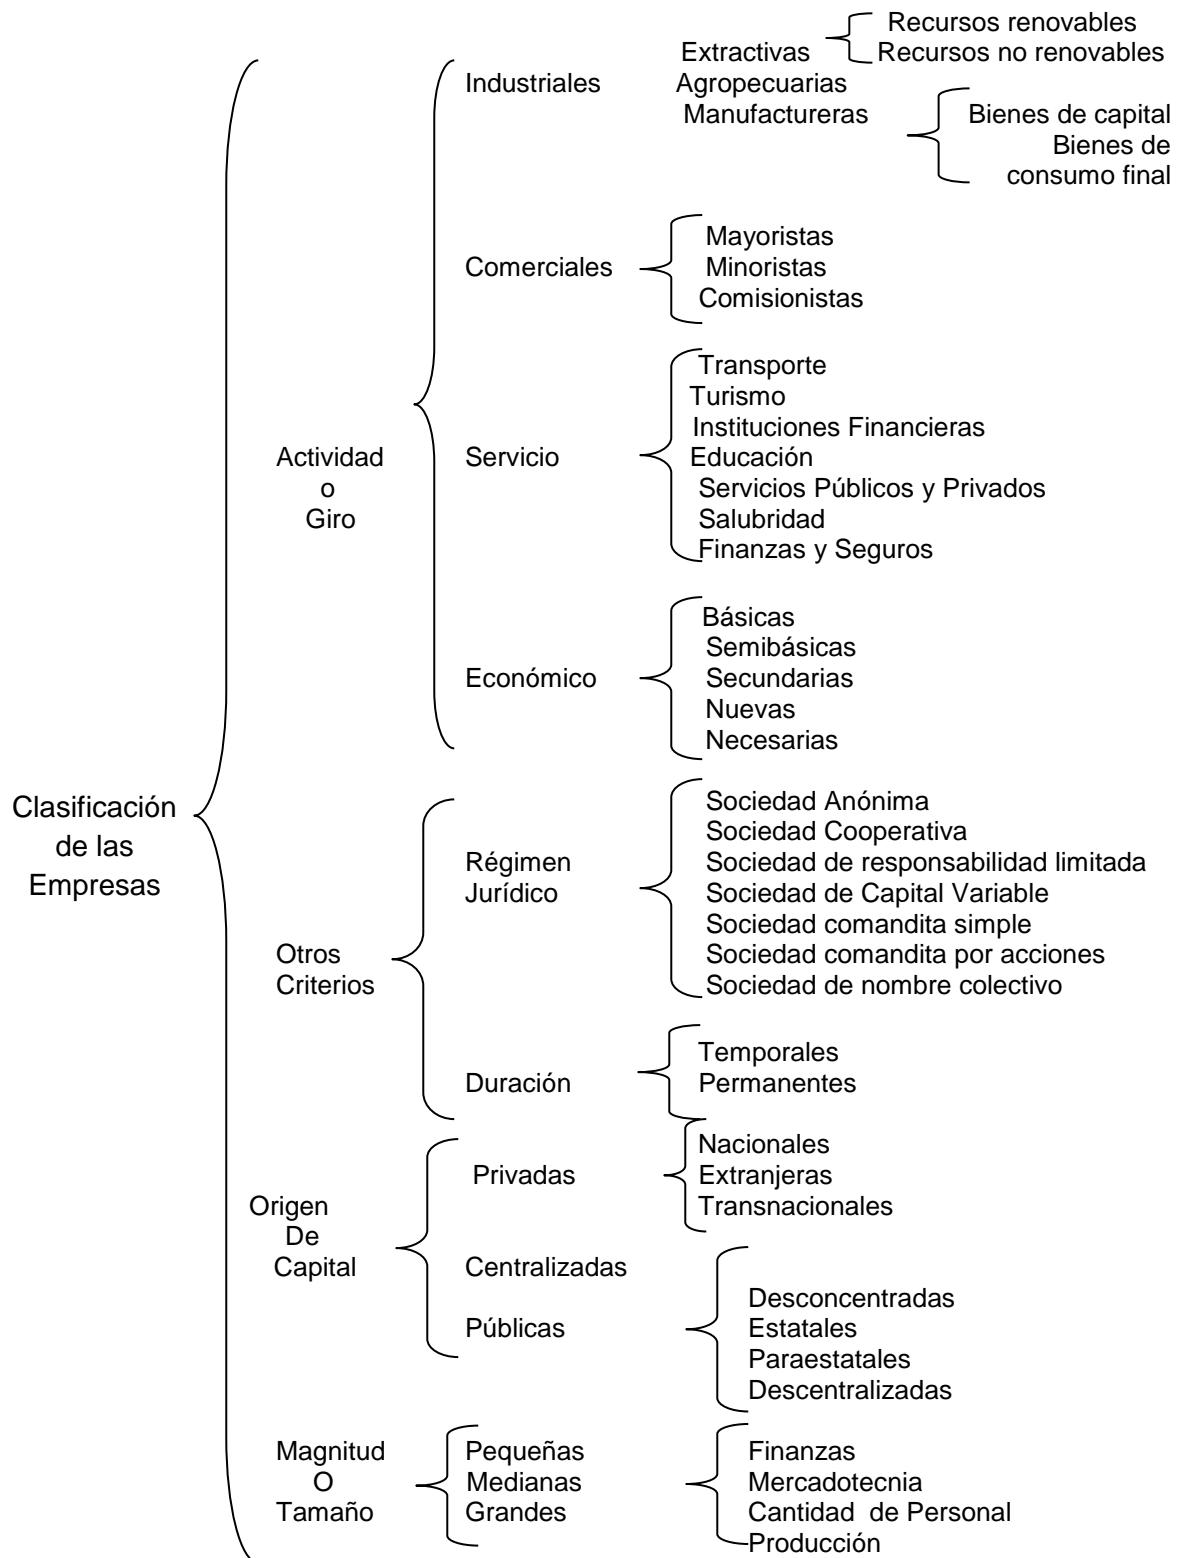 Clasificación
de las
Empresas
Actividad
o
Giro
Industriales
Extractivas
Recursos renovables
Recursos no renovables
Agropecuarias
Manufactureras
Bienes de capital
Bienes de
consumo final
Comerciales
Mayoristas
Minoristas
Comisionistas
Servicio
Transporte
Turismo
Instituciones Financieras
Educación
Servicios Públicos y Privados
Salubridad
Finanzas y Seguros
Económico
Básicas
Semibásicas
Secundarias
Nuevas
Necesarias
Otros
Criterios
Régimen
Jurídico
Sociedad Anónima
Sociedad Cooperativa
Sociedad de responsabilidad limitada
Sociedad de Capital Variable
Sociedad comandita simple
Sociedad comandita por acciones
Sociedad de nombre colectivo
Duración
Temporales
Permanentes
Origen
De
Capital
Privadas
Nacionales
Extranjeras
Transnacionales
Centralizadas
Públicas
Desconcentradas
Estatales
Paraestatales
Descentralizadas
Magnitud
O
Tamaño
Pequeñas
Medianas
Grandes
Finanzas
Mercadotecnia
Cantidad de Personal
Producción